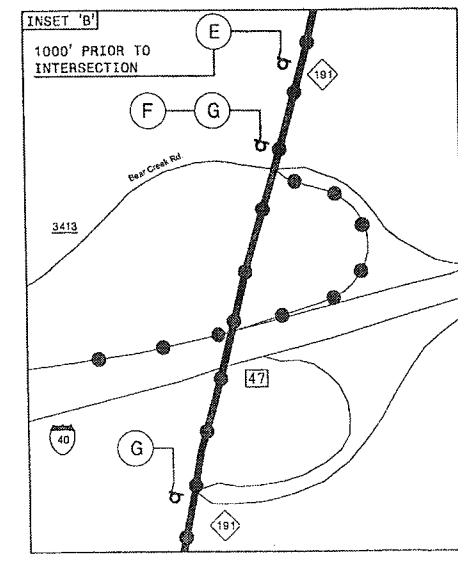 INSET 'B'
E
1000' PRIOR TO
INTERSECTION
191
F
G
Bear Creek Rd.
3413
47
40
G
191